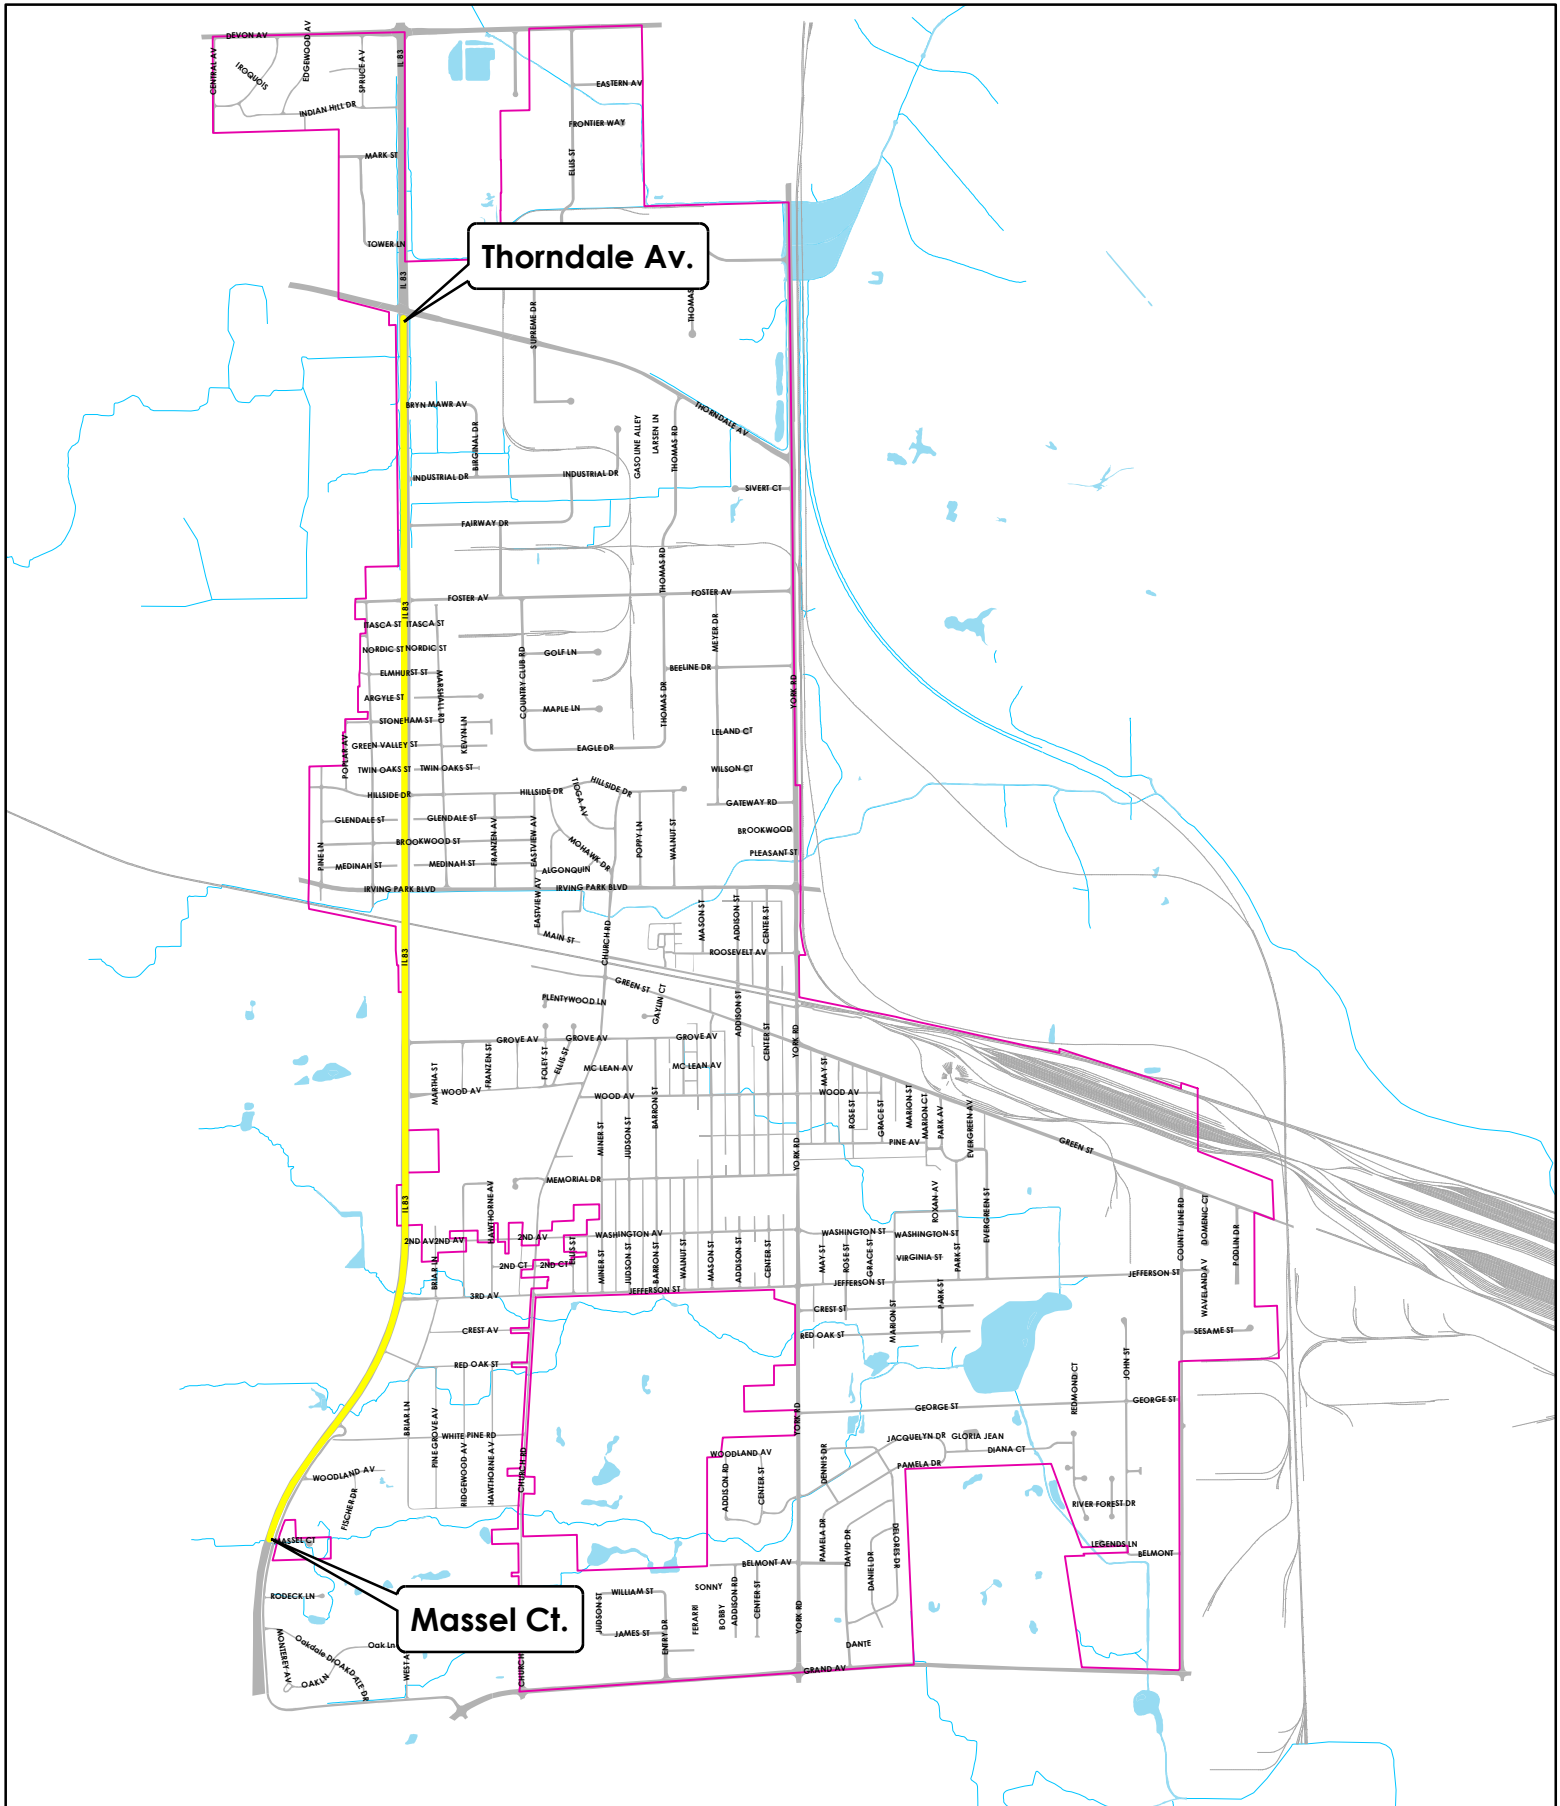 DEVON AV
CENTRAL AV
IROQUOIS
EDGEWOOD AV
SPRUCE AV
IL 83
INDIAN HILL DR
EASTERN AV
FRONTIER WAY
ELLIS ST
MARK ST
TOWER LN
IL 83
Thorndale Av.
SUPREME DR
THOMAS
BRYN MAWR AV
BIRGINAL DR
INDUSTRIAL DR
INDUSTRIAL DR
GASOLINE ALLEY
LARSEN LN
THOMAS RD
THORNDALE AV
SIVERT CT
FAIRWAY DR
THOMAS RD
FOSTER AV
FOSTER AV
IL 83
ITASCA ST
ITASCA ST
NORDIC ST
NORDIC ST
ELMHURST ST
ARGYLE ST
STONEHAM ST
MARSHALL RD
KEVYN LN
COUNTRY CLUB RD
GOLF LN
MAPLE LN
EAGLE DR
THOMAS DR
BEELINE DR
MEYER DR
YORK RD
LELAND CT
WILSON CT
GATEWAY RD
BROOKWOOD
PLEASANT ST
POPLAR AV
GREEN VALLEY ST
TWIN OAKS ST
TWIN OAKS ST
HILLSIDE DR
HILLSIDE DR
HILLSIDE DR
TIOGA AV
GLENDALE ST
GLENDALE ST
BROOKWOOD ST
FRANZEN AV
EASTVIEW AV
MOHAWK DR
POPPY LN
WALNUT ST
PINE LN
MEDINAH ST
MEDINAH ST
ALGONQUIN
IRVING PARK BLVD
IRVING PARK BLVD
EASTVIEW AV
MAIN ST
CHURCH RD
MASON ST
ADDISON ST
CENTER ST
ROOSEVELT AV
IL 83
GREEN ST
GAYLIN CT
PLENTYWOOD LN
GROVE AV
GROVE AV
GROVE AV
ADDISON ST
CENTER ST
YORK RD
MARTHA ST
FRANZEN ST
FOLEY ST
ELLIS ST
MC LEAN AV
MC LEAN AV
WOOD AV
WOOD AV
WOOD AV
BARRON ST
MAY ST
ROSE ST
GRACE ST
MARION ST
MARION CT
PARK AV
EVERGREEN AV
MINER ST
JUDSON ST
YORK RD
PINE AV
GREEN ST
MEMORIAL DR
IL 83
HAWTHORNE AV
ROXAN AV
EVERGREEN ST
COUNTY LINE RD
DOMENIC CT
PODLIN DR
2ND AV
2ND AV
2ND AV
WASHINGTON AV
WASHINGTON ST
WASHINGTON ST
BRIAR LN
2ND CT
2ND CT
ELLIS ST
MINER ST
JUDSON ST
BARRON ST
WALNUT ST
MASON ST
ADDISON ST
CENTER ST
MAY ST
ROSE ST
GRACE ST
VIRGINIA ST
PARK ST
JEFFERSON ST
JEFFERSON ST
JEFFERSON ST
WAVELAND AV
3RD AV
CREST AV
CREST ST
MARION ST
PARK ST
RED OAK ST
RED OAK ST
SESAME ST
JOHN ST
REDMOND CT
GEORGE ST
GEORGE ST
BRIAR LN
PINE GROVE AV
WHITE PINE RD
RIDGEWOOD AV
HAWTHORNE AV
CHURCH RD
YORK RD
WOODLAND AV
ADDISON RD
CENTER ST
DENNIS DR
JACQUELYN DR
GLORIA JEAN
DIANA CT
PAMELA DR
WOODLAND AV
FISCHER DR
RIVER FOREST DR
MASSEL CT
LEGENDS LN
BELMONT
BELMONT AV
PAMELA DR
DAVID DR
DANIEL DR
DELORES DR
RODECK LN
Massel Ct.
JUDSON ST
WILLIAM ST
JAMES ST
ENTRY DR
SONNY
FERARRI
BOBBY
ADDISON RD
CENTER ST
YORK RD
DANTE
GRAND AV
MONTEREY AV
Oakdale Dr
OAKDALE DR
OAK LN
Oak Ln
WEST A
CHURCH